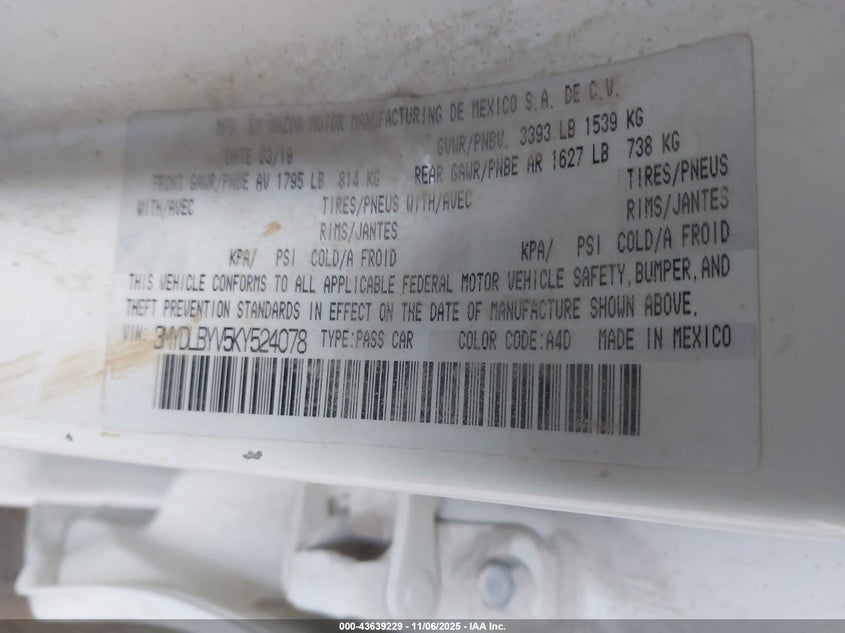 MFD. BY MAZDA MOTOR MANUFACTURING DE MEXICO S.A. DE C.V.
DATE 03/19 GVWR/PNBV. 3393 LB 1539 KG
FRONT GAWR/PNBE AV 1795 LB 814 KG REAR GAWR/PNBE AR 1627 LB 738 KG
WITH/AVEC TIRES/PNEUS WITH/AVEC TIRES/PNEUS
RIMS/JANTES RIMS/JANTES
KPA/ PSI COLD/A FROID KPA/ PSI COLD/A FROID
THIS VEHICLE CONFORMS TO ALL APPLICABLE FEDERAL MOTOR VEHICLE SAFETY, BUMPER, AND
THEFT PREVENTION STANDARDS IN EFFECT ON THE DATE OF MANUFACTURE SHOWN ABOVE.
VIN: 3MYDLBYV5KY524078 TYPE:PASS CAR COLOR CODE:A4D MADE IN MEXICO
000-43639229 - 11/06/2025 - IAA Inc.